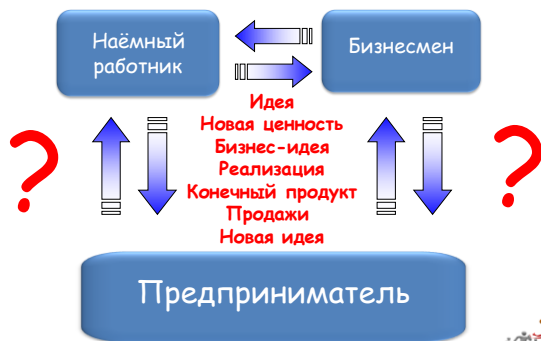 Наёмный
работник
Бизнесмен
Идея
Новая ценность
Бизнес-идея
Реализация
Конечный продукт
Продажи
Новая идея
?
?
Предприниматель